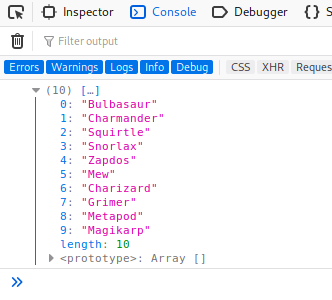 Inspector Console Debugger S
Filter output
Errors Warnings Logs Info Debug CSS XHR Reques
(10) […]
0: "Bulbasaur"
1: "Charmander"
2: "Squirtle"
3: "Snorlax"
4: "Zapdos"
5: "Mew"
6: "Charizard"
7: "Grimer"
8: "Metapod"
9: "Magikarp"
length: 10
<prototype>: Array []